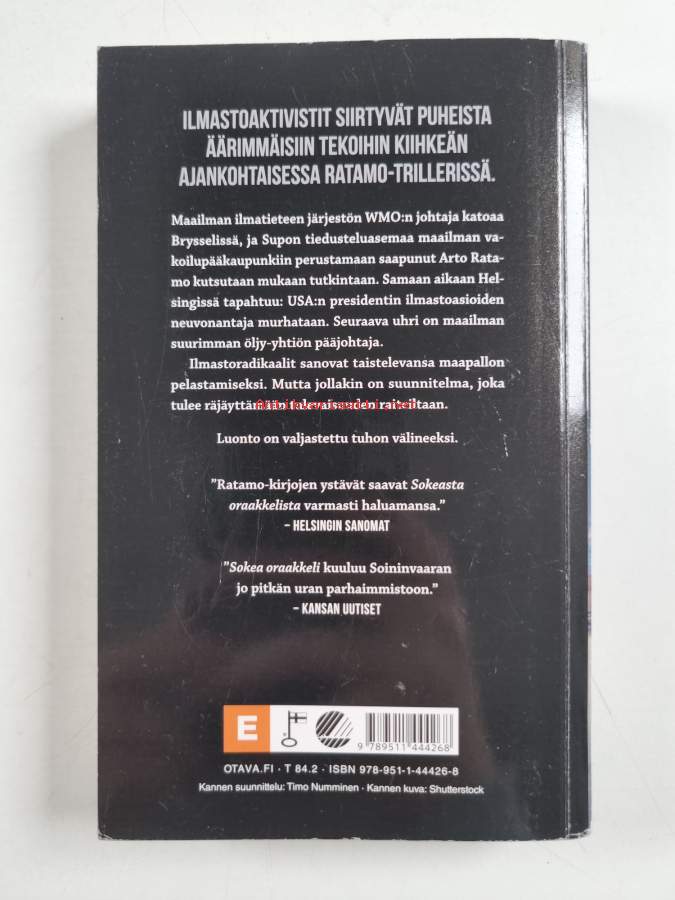 ILMASTOAKTIVISTIT SIIRTYVÄT PUHEISTA
ÄÄRIMMÄISIIN TEKOIHIN KIIHKEÄN
AJANKOHTAISESSA RATAMO-TRILLERISSÄ.
Maailman ilmatieteen järjestön WMO:n johtaja katoaa
Brysselissä, ja Supon tiedusteluasemaa maailman va-
koilupääkaupunkiin perustamaan saapunut Arto Rata-
mo kutsutaan mukaan tutkintaan. Samaan aikaan Hel-
singissä tapahtuu: USA:n presidentin ilmastoasioiden
neuvonantaja murhataan. Seuraava uhri on maailman
suurimman öljy-yhtiön pääjohtaja.
Ilmastoradikaalit sanovat taistelevansa maapallon
pelastamiseksi. Mutta jollakin on suunnitelma, joka
tulee räjäyttämään tulevaisuuden raiteiltaan.
Luonto on valjastettu tuhon välineeksi.
”Ratamo-kirjojen ystävät saavat Sokeasta
oraakkelista varmasti haluamansa.”
– HELSINGIN SANOMAT
”Sokea oraakkeli kuuluu Soininvaaran
jo pitkän uran parhaimmistoon.”
– KANSAN UUTISET
E
9 789511 444268
OTAVA.FI · T 84.2 · ISBN 978-951-1-44426-8
Kannen suunnittelu: Timo Numminen · Kannen kuva: Shutterstock